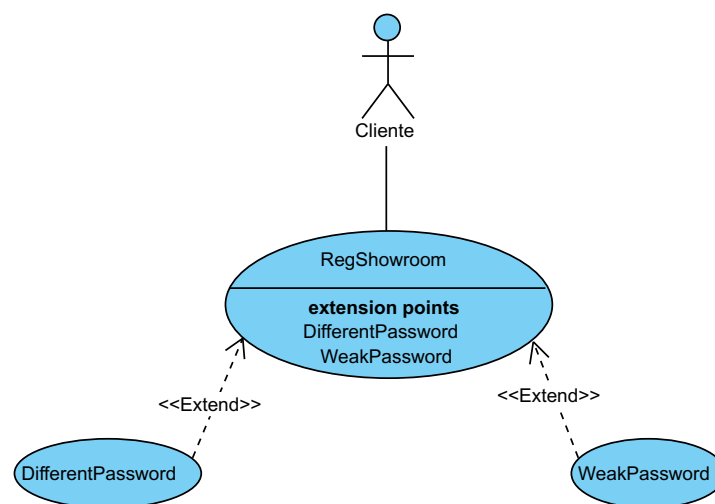 Cliente
RegShowroom
extension points
DifferentPassword
WeakPassword
<<Extend>>
<<Extend>>
DifferentPassword
WeakPassword